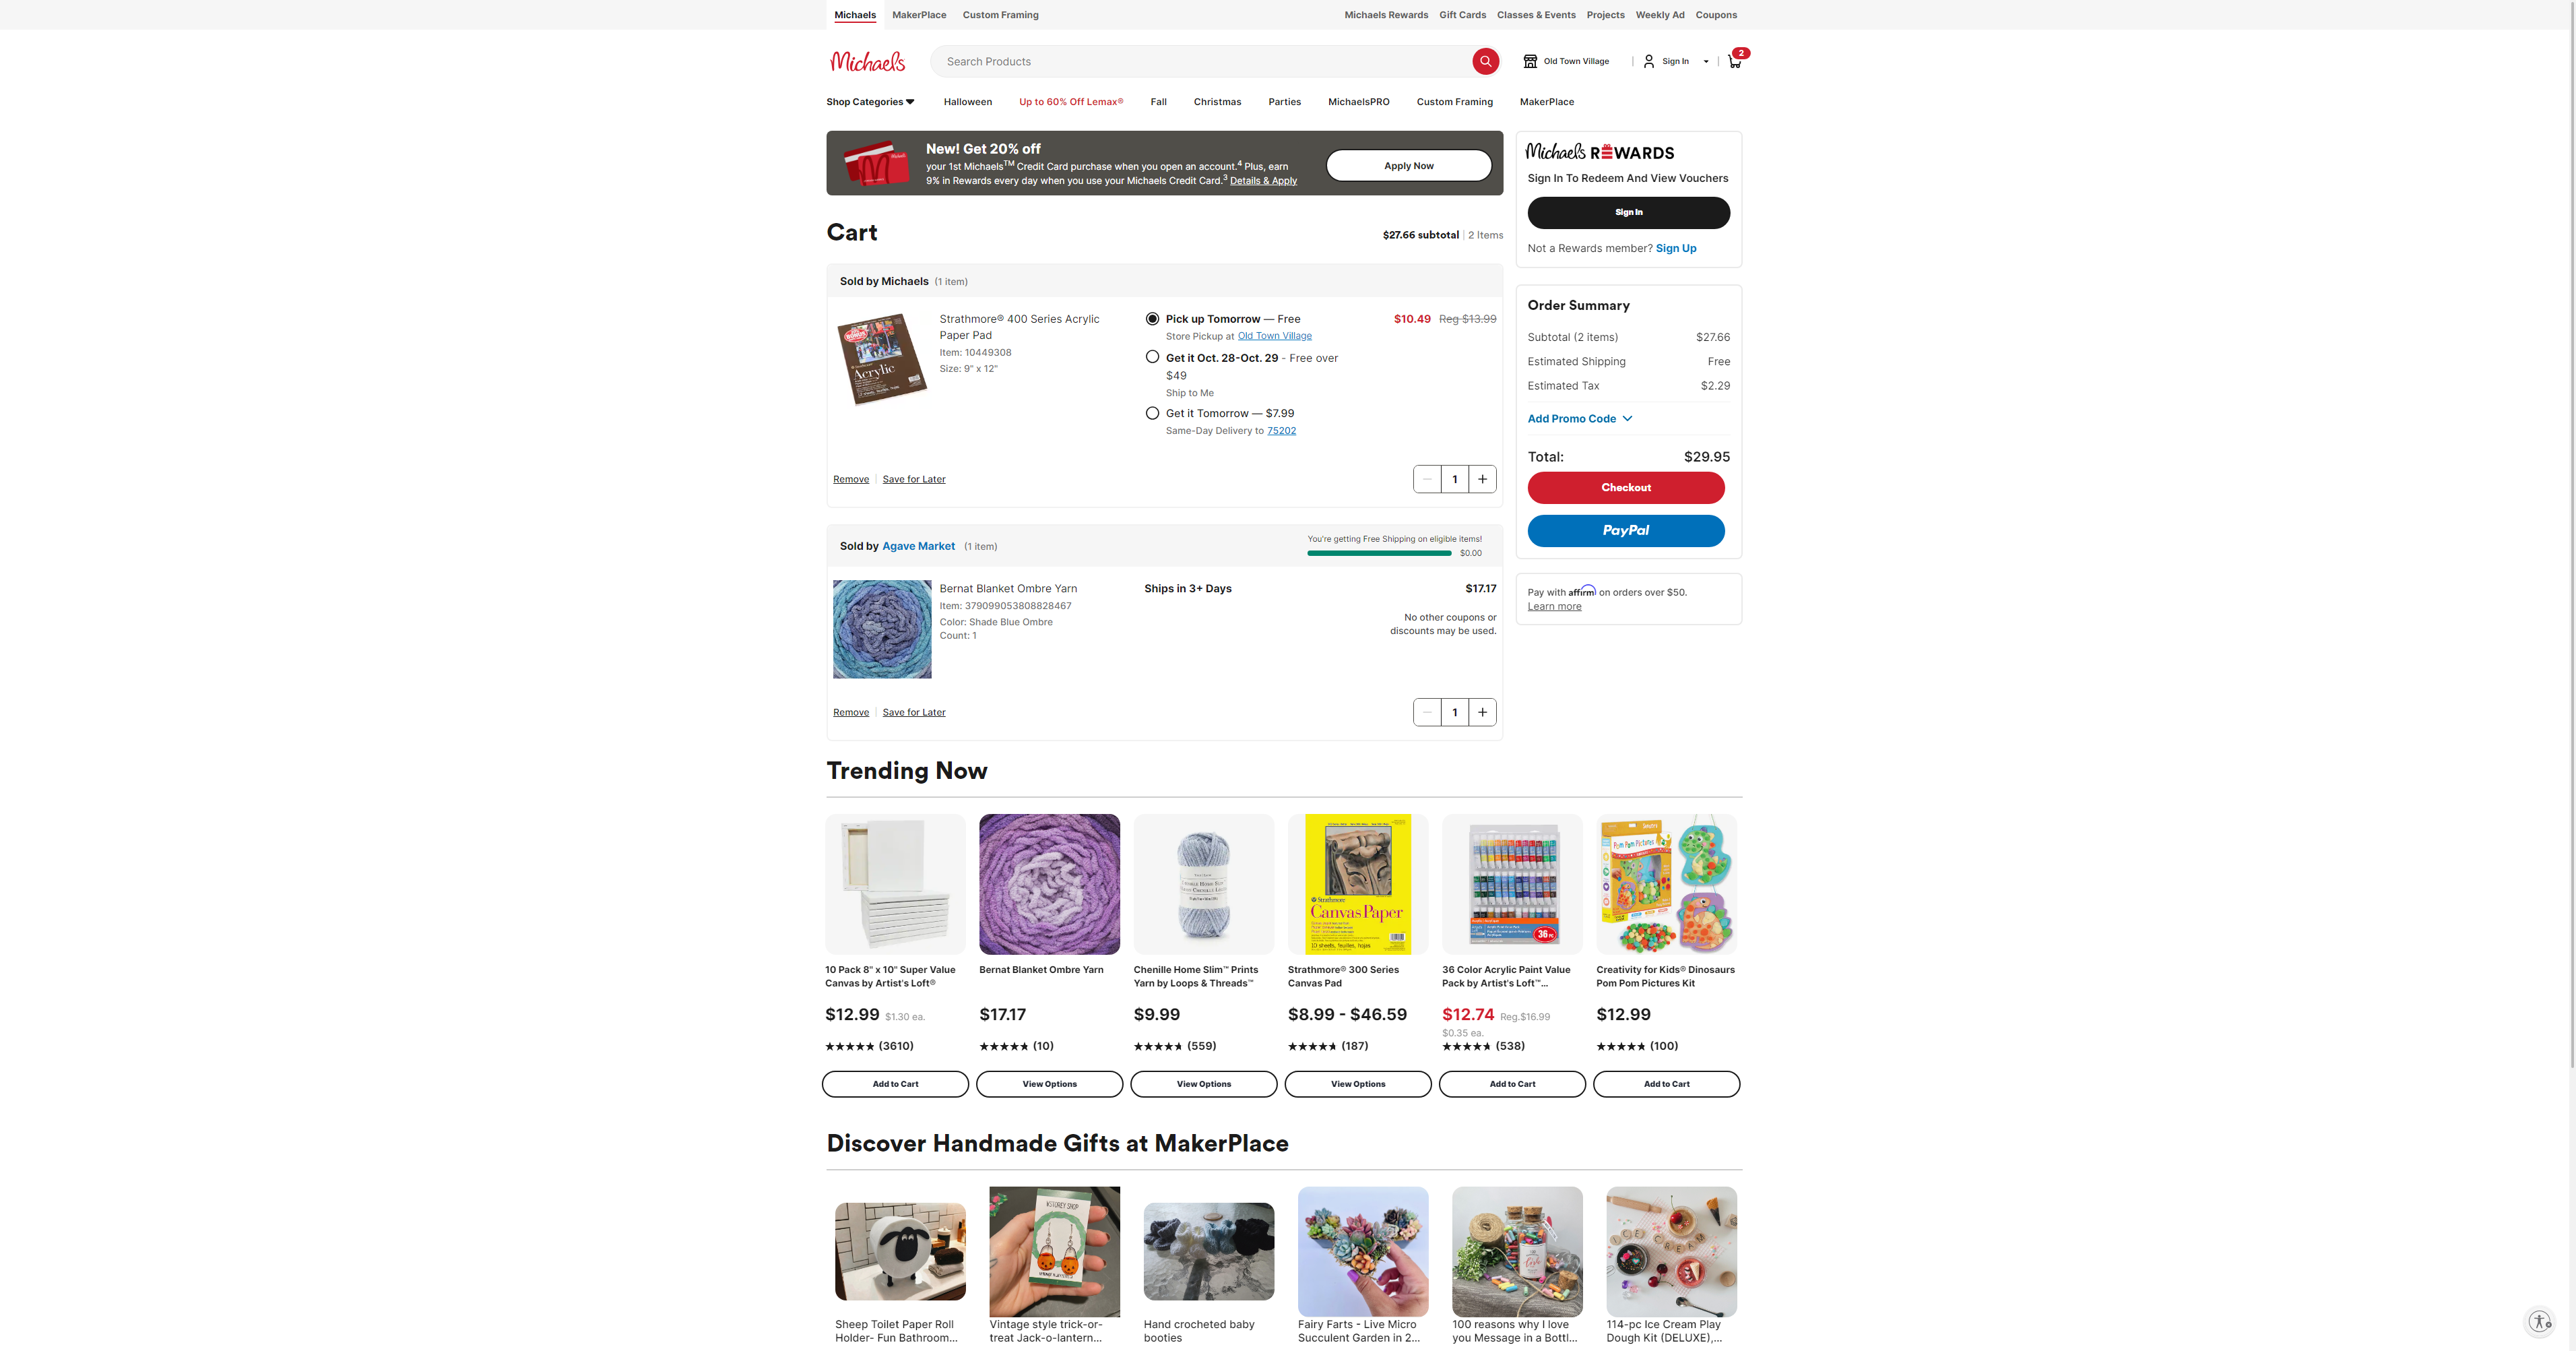 Michaels
MakerPlace
Custom Framing
Michaels Rewards
Gift Cards
Classes & Events
Projects
Weekly Ad
Coupons
Michaels
Search Products
Old Town Village
Sign In
2
Shop Categories
Halloween
Up to 60% Off Lemax®
Fall
Christmas
Parties
MichaelsPRO
Custom Framing
MakerPlace
New! Get 20% off
your 1st Michaels™ Credit Card purchase when you open an account.4 Plus, earn
9% in Rewards every day when you use your Michaels Credit Card.3 Details & Apply
Apply Now
Michaels REWARDS
Sign In To Redeem And View Vouchers
Sign In
Not a Rewards member? Sign Up
Cart
$27.66 subtotal | 2 Items
Sold by Michaels (1 item)
Acrylic
Strathmore® 400 Series Acrylic
Paper Pad
Item: 10449308
Size: 9" x 12"
Pick up Tomorrow — Free
Store Pickup at Old Town Village
Get it Oct. 28-Oct. 29 - Free over
$49
Ship to Me
Get it Tomorrow — $7.99
Same-Day Delivery to 75202
$10.49 Reg $13.99
Remove | Save for Later
1
Order Summary
Subtotal (2 items) $27.66
Estimated Shipping Free
Estimated Tax $2.29
Add Promo Code
Total: $29.95
Checkout
PayPal
Pay with affirm on orders over $50.
Learn more
Sold by Agave Market (1 item)
You're getting Free Shipping on eligible items!
$0.00
Bernat Blanket Ombre Yarn
Item: 379099053808828467
Color: Shade Blue Ombre
Count: 1
Ships in 3+ Days
$17.17
No other coupons or
discounts may be used.
Remove | Save for Later
1
Trending Now
Strathmore
Canvas Paper
10 sheets, feuilles, hojas
36 PC
Pom Pom Pictures
10 Pack 8" x 10" Super Value
Canvas by Artist's Loft®
$12.99 $1.30 ea.
(3610)
Add to Cart
Bernat Blanket Ombre Yarn
$17.17
(10)
View Options
Chenille Home Slim™ Prints
Yarn by Loops & Threads™
$9.99
(559)
View Options
Strathmore® 300 Series
Canvas Pad
$8.99 - $46.59
(187)
View Options
36 Color Acrylic Paint Value
Pack by Artist's Loft™...
$12.74 Reg.$16.99
$0.35 ea.
(538)
Add to Cart
Creativity for Kids® Dinosaurs
Pom Pom Pictures Kit
$12.99
(100)
Add to Cart
Discover Handmade Gifts at MakerPlace
ICE CREAM
Sheep Toilet Paper Roll
Holder- Fun Bathroom...
Vintage style trick-or-
treat Jack-o-lantern...
Hand crocheted baby
booties
Fairy Farts - Live Micro
Succulent Garden in 2...
100 reasons why I love
you Message in a Bottl...
114-pc Ice Cream Play
Dough Kit (DELUXE),...